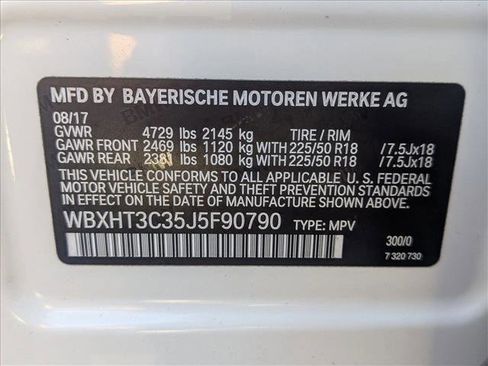 MFD BY BAYERISCHE MOTOREN WERKE AG
08/17
GVWR 4729 lbs 2145 kg TIRE / RIM
GAWR FRONT 2469 lbs 1120 kg WITH 225/50 R18 /7.5Jx18
GAWR REAR 2381 lbs 1080 kg WITH 225/50 R18 /7.5Jx18
THIS VEHICLE CONFORMS TO ALL APPLICABLE U. S. FEDERAL
MOTOR VEHICLE SAFETY AND THEFT PREVENTION STANDARDS
IN EFFECT ON THE DATE OF MANUFACTURE SHOWN ABOVE.
WBXHT3C35J5F90790 TYPE: MPV
300/0
7 320 730